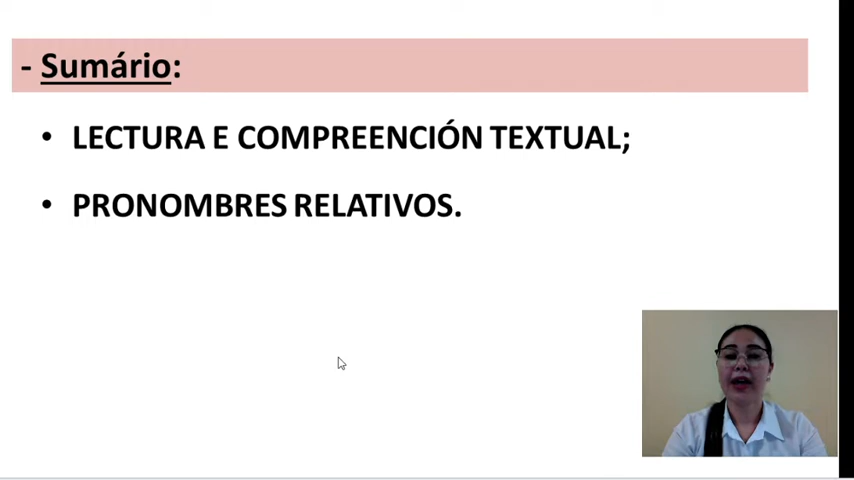 - Sumário:
• LECTURA E COMPREENCIÓN TEXTUAL;
• PRONOMBRES RELATIVOS.